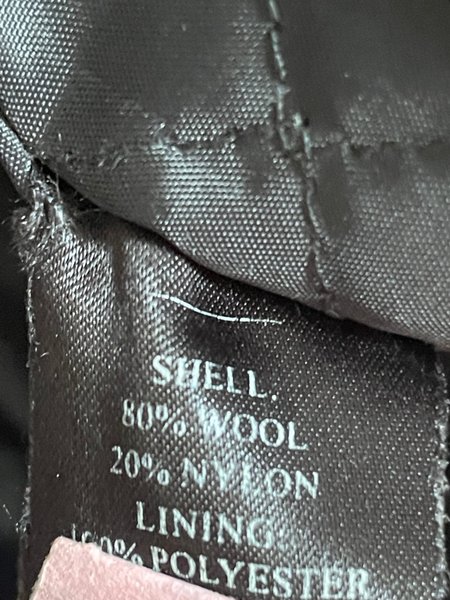 SHELL.
80% WOOL
20% NYLON
LINING
100% POLYESTER